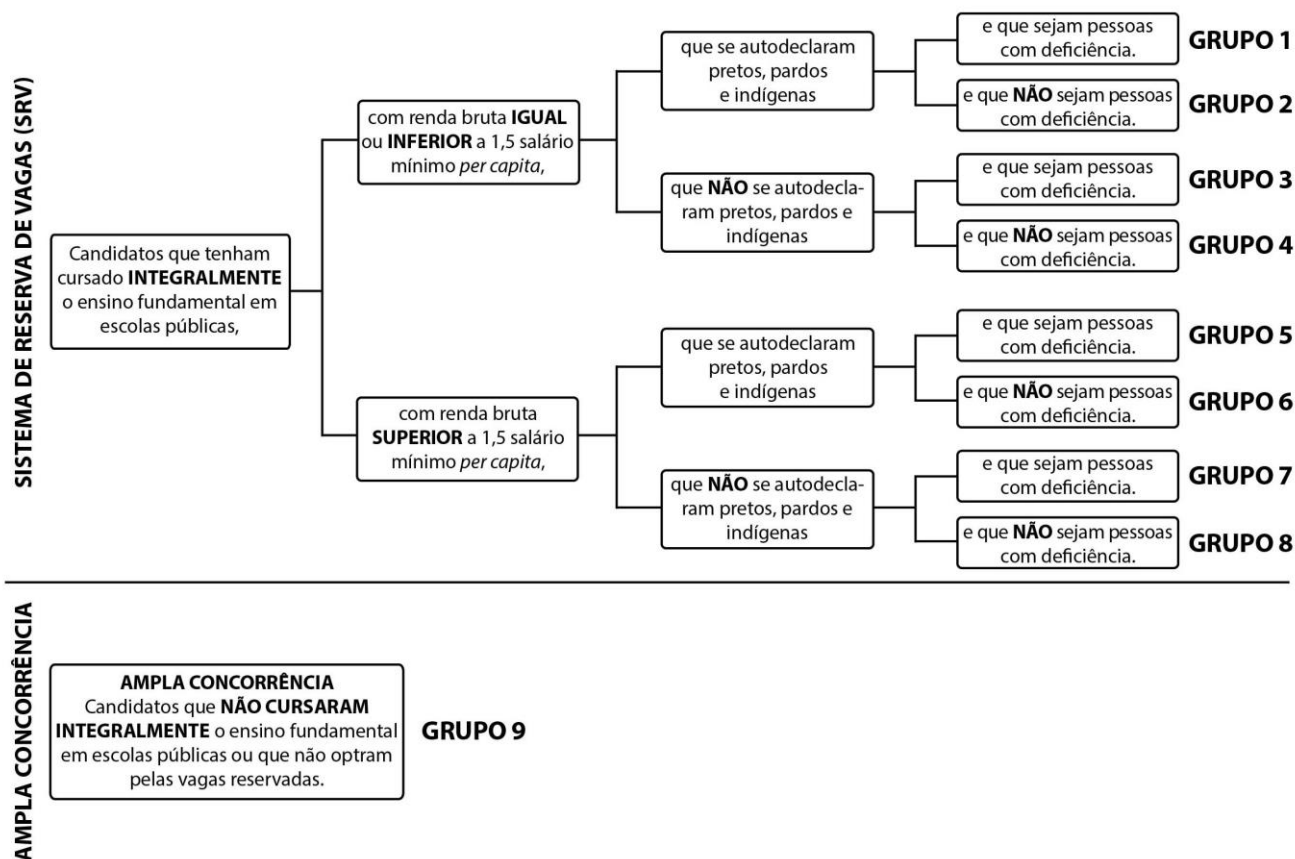 SISTEMA DE RESERVA DE VAGAS (SRV)
Candidatos que tenham
cursado INTEGRALMENTE
o ensino fundamental em
escolas públicas,
com renda bruta IGUAL
ou INFERIOR a 1,5 salário
mínimo per capita,
que se autodeclaram
pretos, pardos
e indígenas
e que sejam pessoas
com deficiência.
GRUPO 1
e que NÃO sejam pessoas
com deficiência.
GRUPO 2
que NÃO se autodecla-
ram pretos, pardos e
indígenas
e que sejam pessoas
com deficiência.
GRUPO 3
e que NÃO sejam pessoas
com deficiência.
GRUPO 4
com renda bruta
SUPERIOR a 1,5 salário
mínimo per capita,
que se autodeclaram
pretos, pardos
e indígenas
e que sejam pessoas
com deficiência.
GRUPO 5
e que NÃO sejam pessoas
com deficiência.
GRUPO 6
que NÃO se autodecla-
ram pretos, pardos e
indígenas
e que sejam pessoas
com deficiência.
GRUPO 7
e que NÃO sejam pessoas
com deficiência.
GRUPO 8
AMPLA CONCORRÊNCIA
AMPLA CONCORRÊNCIA
Candidatos que NÃO CURSARAM
INTEGRALMENTE o ensino fundamental
em escolas públicas ou que não optram
pelas vagas reservadas.
GRUPO 9